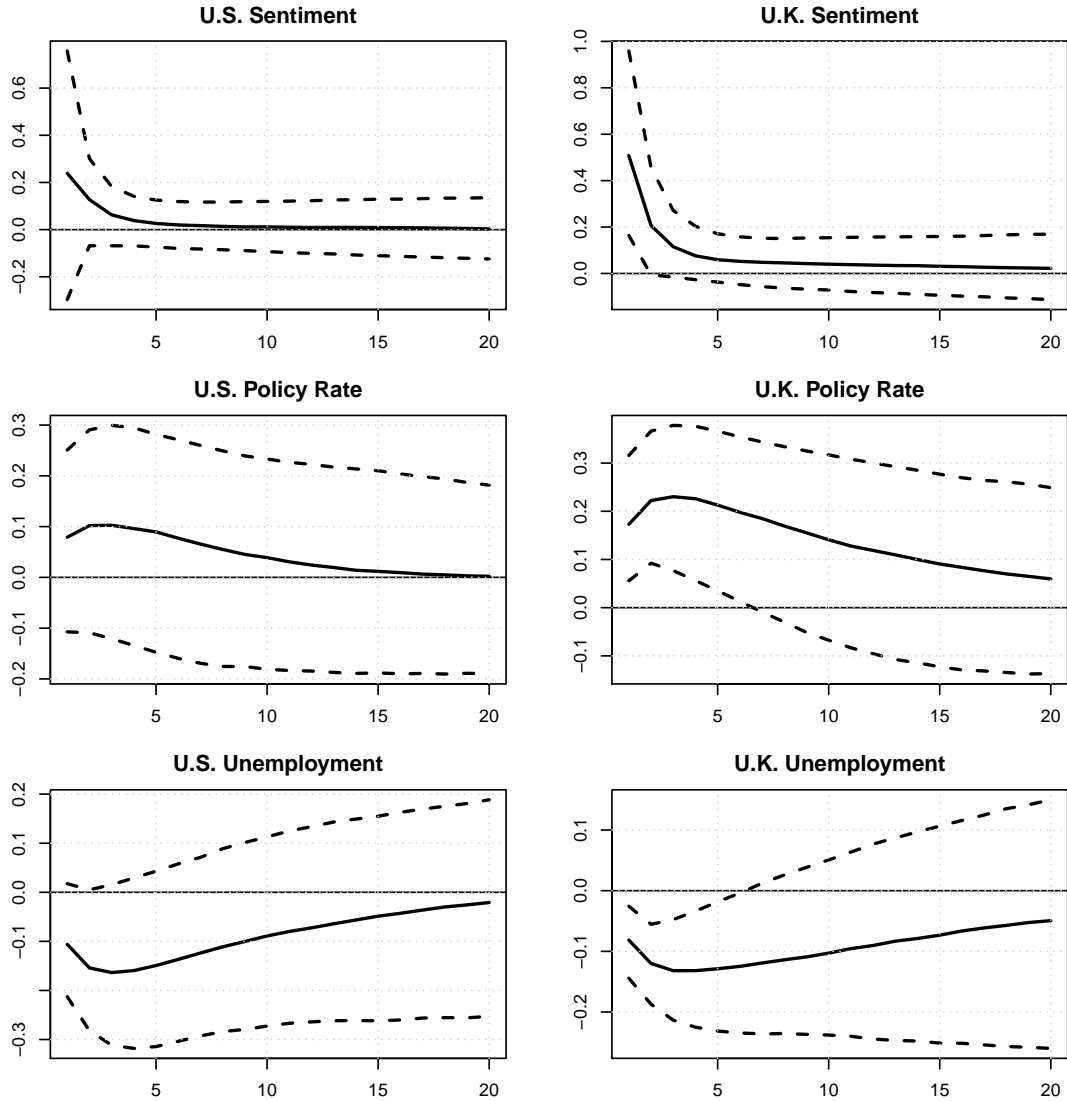 U.S. Sentiment
−0.2 0.0 0.2 0.4 0.6
5 10 15 20
U.K. Sentiment
0.0 0.2 0.4 0.6 0.8 1.0
5 10 15 20
U.S. Policy Rate
−0.2 −0.1 0.0 0.1 0.2 0.3
5 10 15 20
U.K. Policy Rate
−0.1 0.0 0.1 0.2 0.3
5 10 15 20
U.S. Unemployment
−0.3 −0.1 0.0 0.1 0.2
5 10 15 20
U.K. Unemployment
−0.2 −0.1 0.0 0.1
5 10 15 20